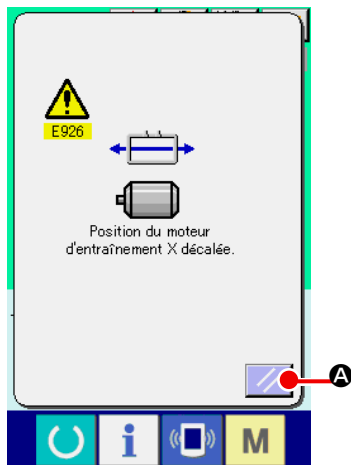 E926
Position du moteur
d'entraînement X décalée.
A
i
M